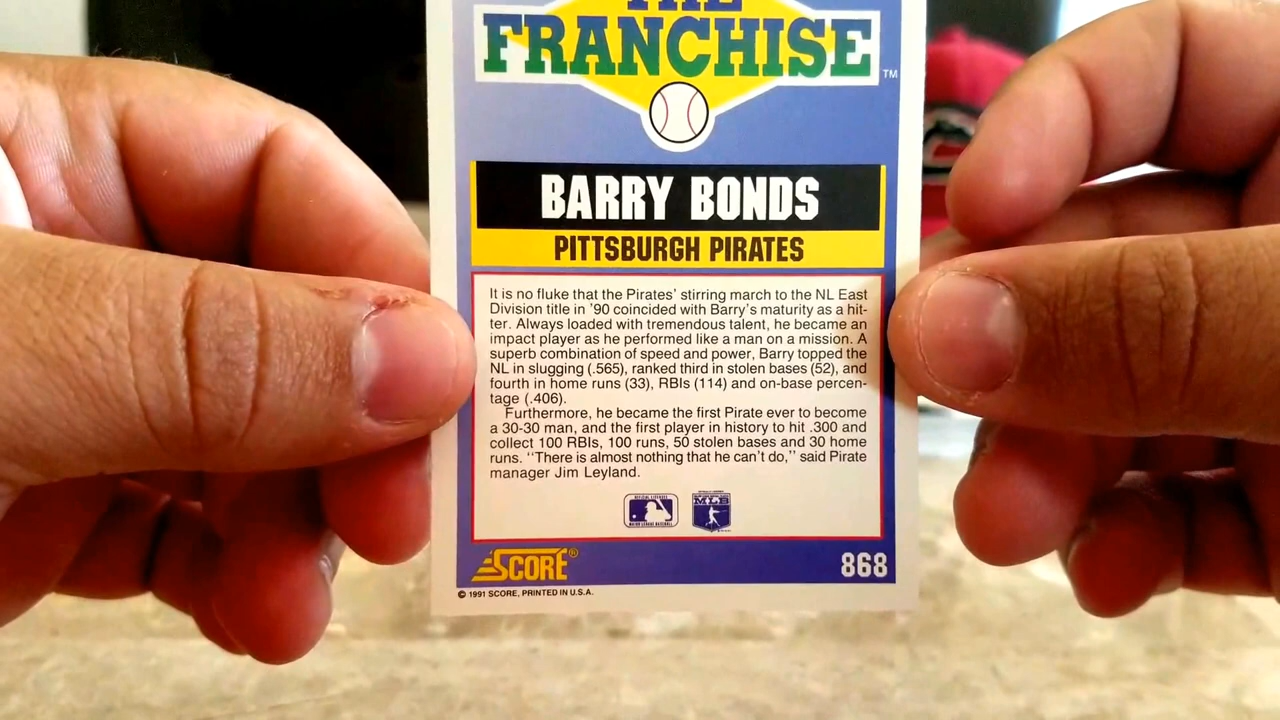 THE
FRANCHISE
TM
BARRY BONDS
PITTSBURGH PIRATES
It is no fluke that the Pirates' stirring march to the NL East
Division title in '90 coincided with Barry's maturity as a hit-
ter. Always loaded with tremendous talent, he became an
impact player as he performed like a man on a mission. A
superb combination of speed and power, Barry topped the
NL in slugging (.565), ranked third in stolen bases (52), and
fourth in home runs (33), RBIs (114) and on-base percen-
tage (.406).
Furthermore, he became the first Pirate ever to become
a 30-30 man, and the first player in history to hit .300 and
collect 100 RBIs, 100 runs, 50 stolen bases and 30 home
runs. "There is almost nothing that he can't do," said Pirate
manager Jim Leyland.
MLB
SCORE®
868
© 1991 SCORE, PRINTED IN U.S.A.